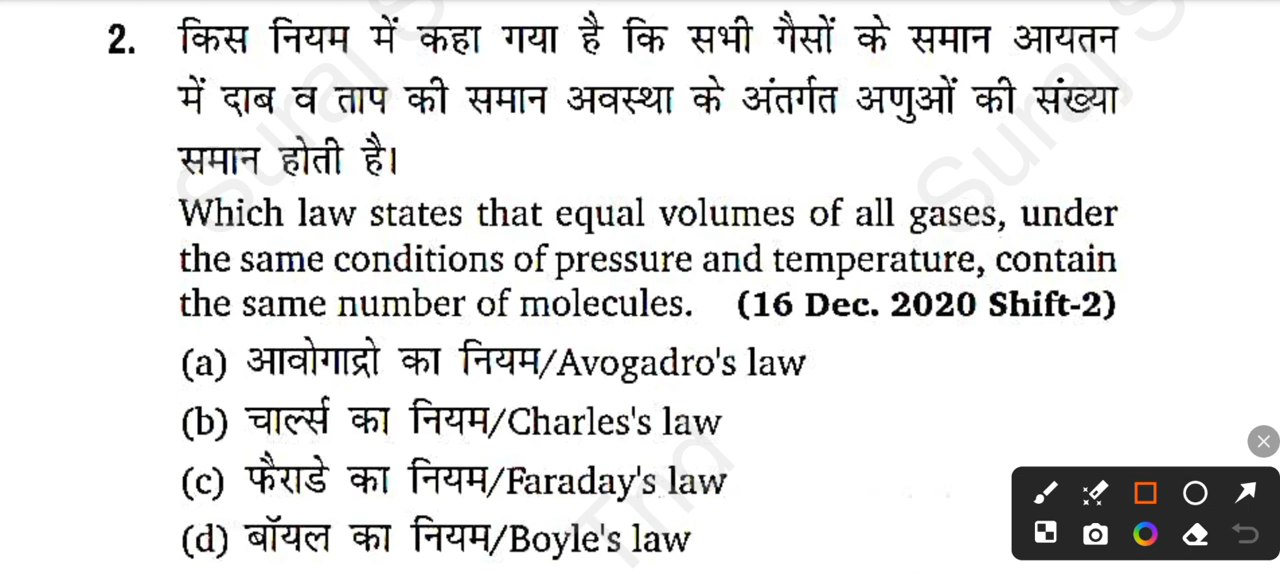 2. किस नियम में कहा गया है कि सभी गैसों के समान आयतन
में दाब व ताप की समान अवस्था के अंतर्गत अणुओं की संख्या
समान होती है।
Which law states that equal volumes of all gases, under
the same conditions of pressure and temperature, contain
the same number of molecules. (16 Dec. 2020 Shift-2)
(a) आवोगाद्रो का नियम/Avogadro's law
(b) चार्ल्स का नियम/Charles's law
(c) फैराडे का नियम/Faraday's law
(d) बॉयल का नियम/Boyle's law